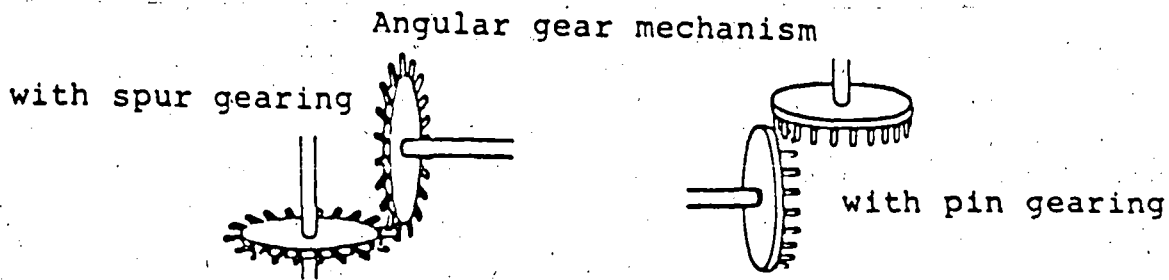 Angular gear mechanism
with spur gearing
with pin gearing